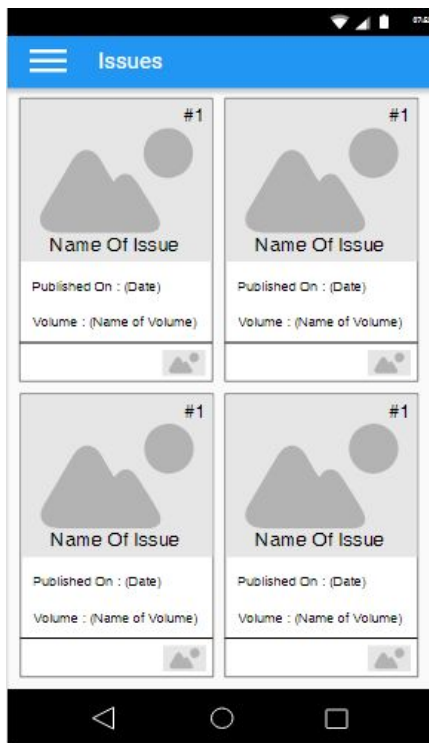 Issues
#1 #1
Name Of Issue Name Of Issue
Published On : (Date) Published On : (Date)
Volume : (Name of Volume) Volume : (Name of Volume)
#1 #1
Name Of Issue Name Of Issue
Published On : (Date) Published On : (Date)
Volume : (Name of Volume) Volume : (Name of Volume)